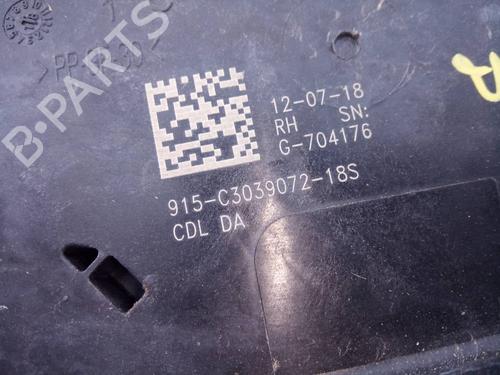 12-07-18
RH SN:
G-704176
915-C3039072-18S
CDL DA
B-PARTS